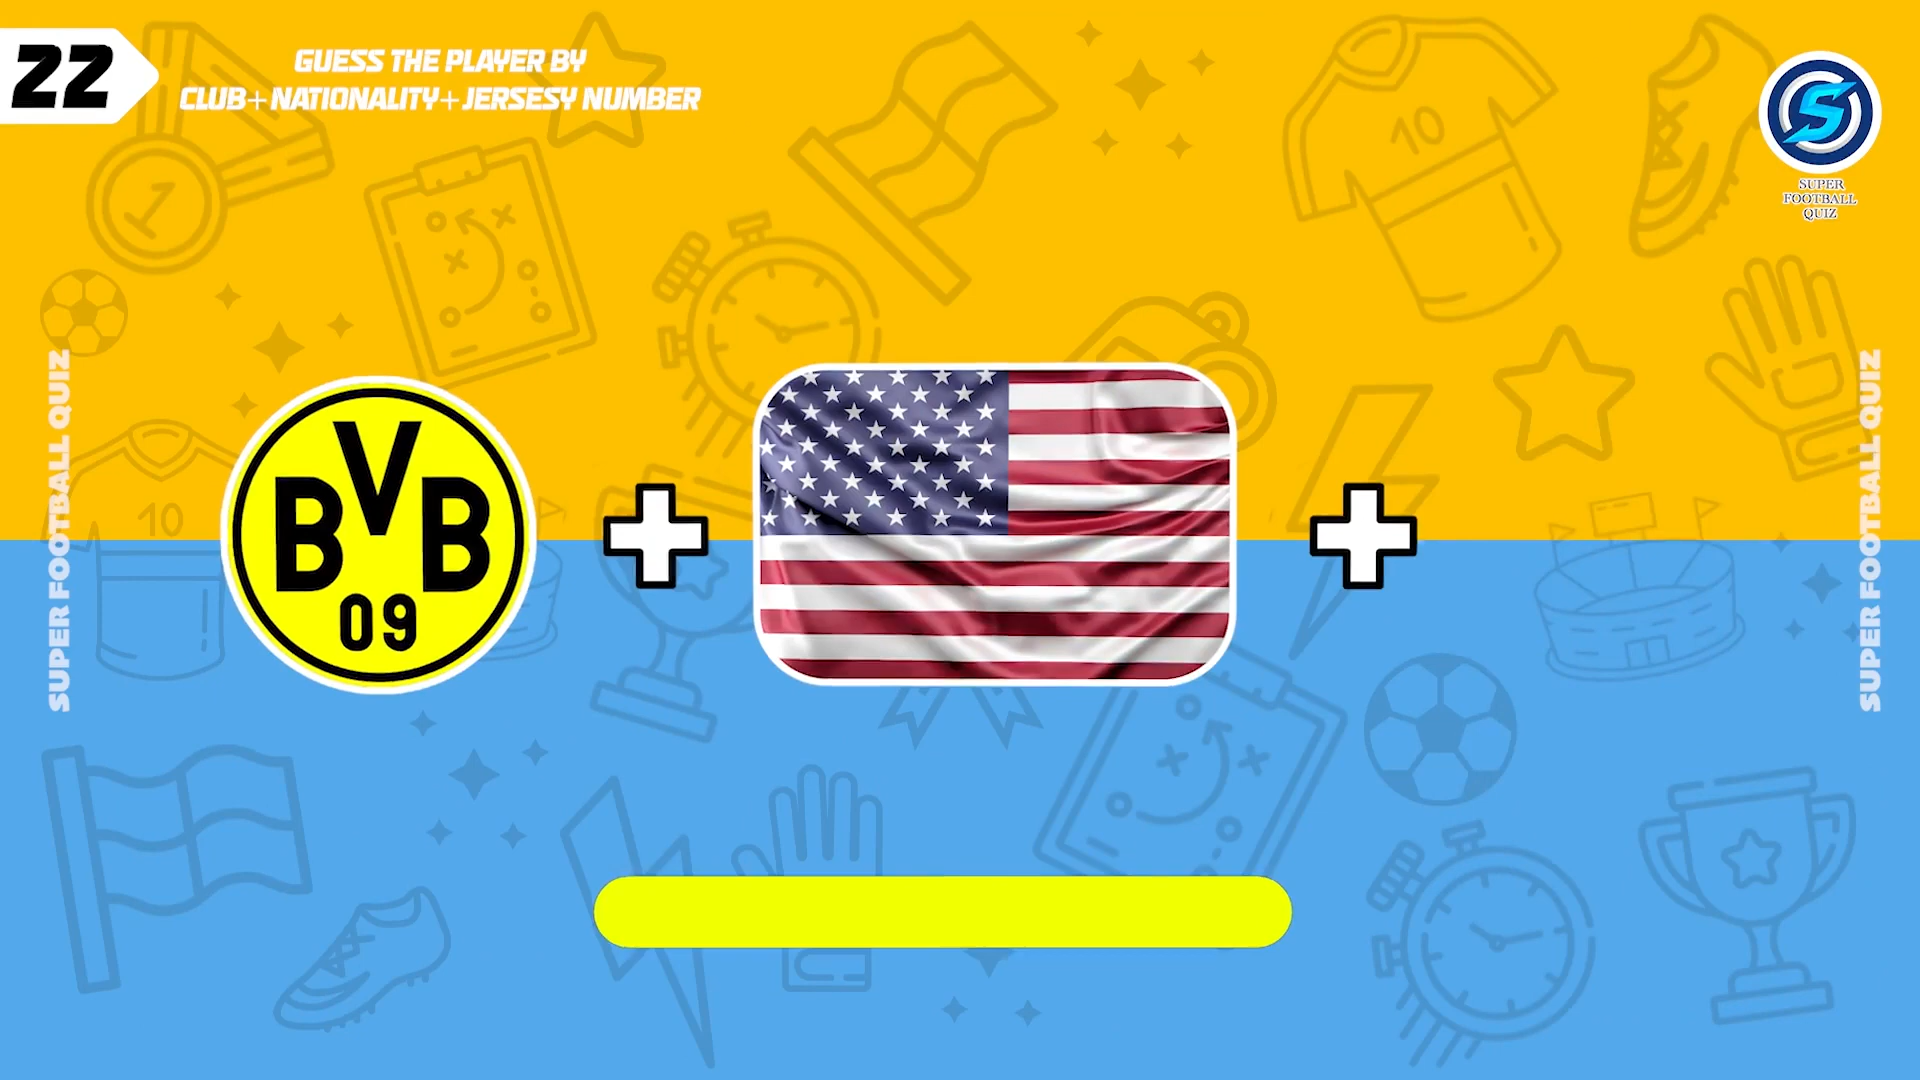 22
GUESS THE PLAYER BY
CLUB+NATIONALITY+JERSESY NUMBER
S
SUPER
FOOTBALL
QUIZ
1
10
10
SUPER FOOTBALL QUIZ
SUPER FOOTBALL QUIZ
BVB
09